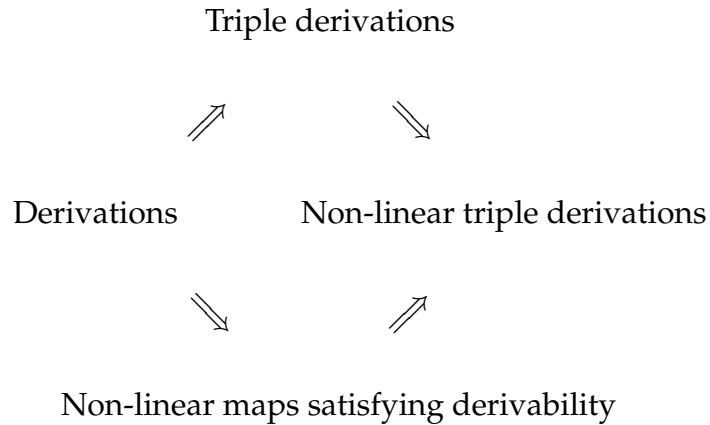 Triple derivations
⇗ ⇘
Derivations Non-linear triple derivations
⇘ ⇗
Non-linear maps satisfying derivability